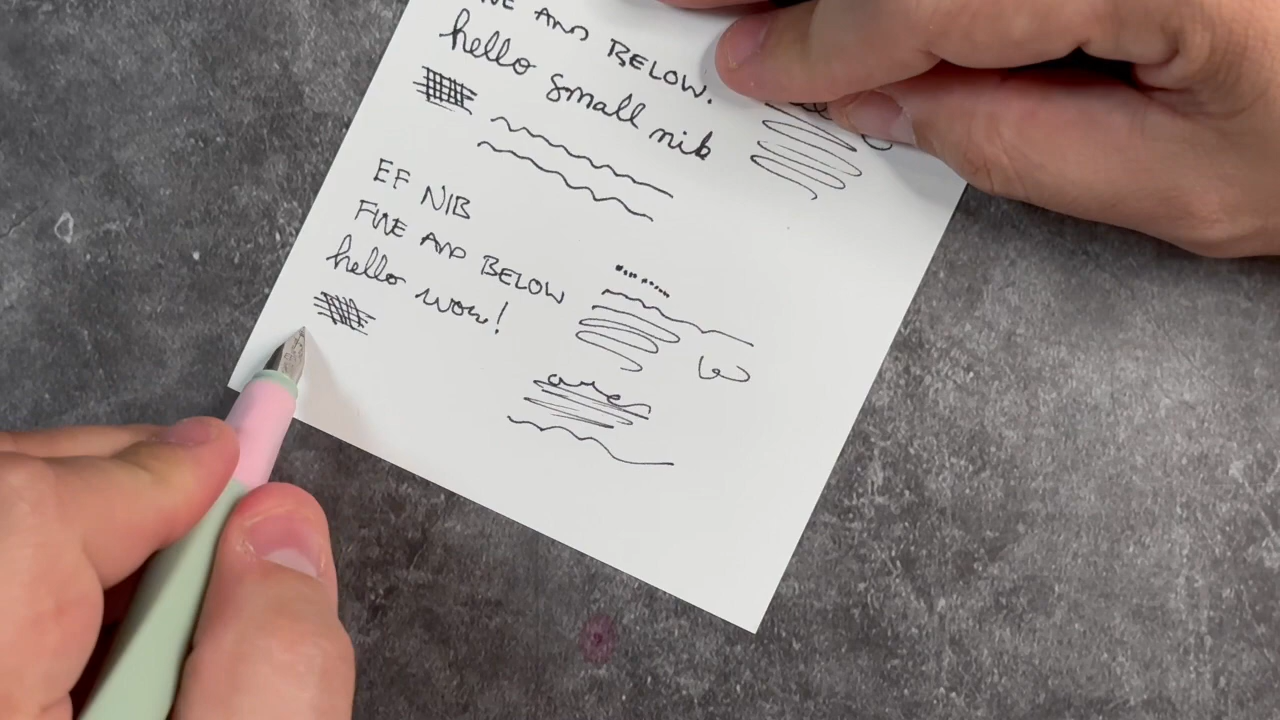 AND BELOW.
hello small nib
EF NIB
FINE AND BELOW
hello wow!